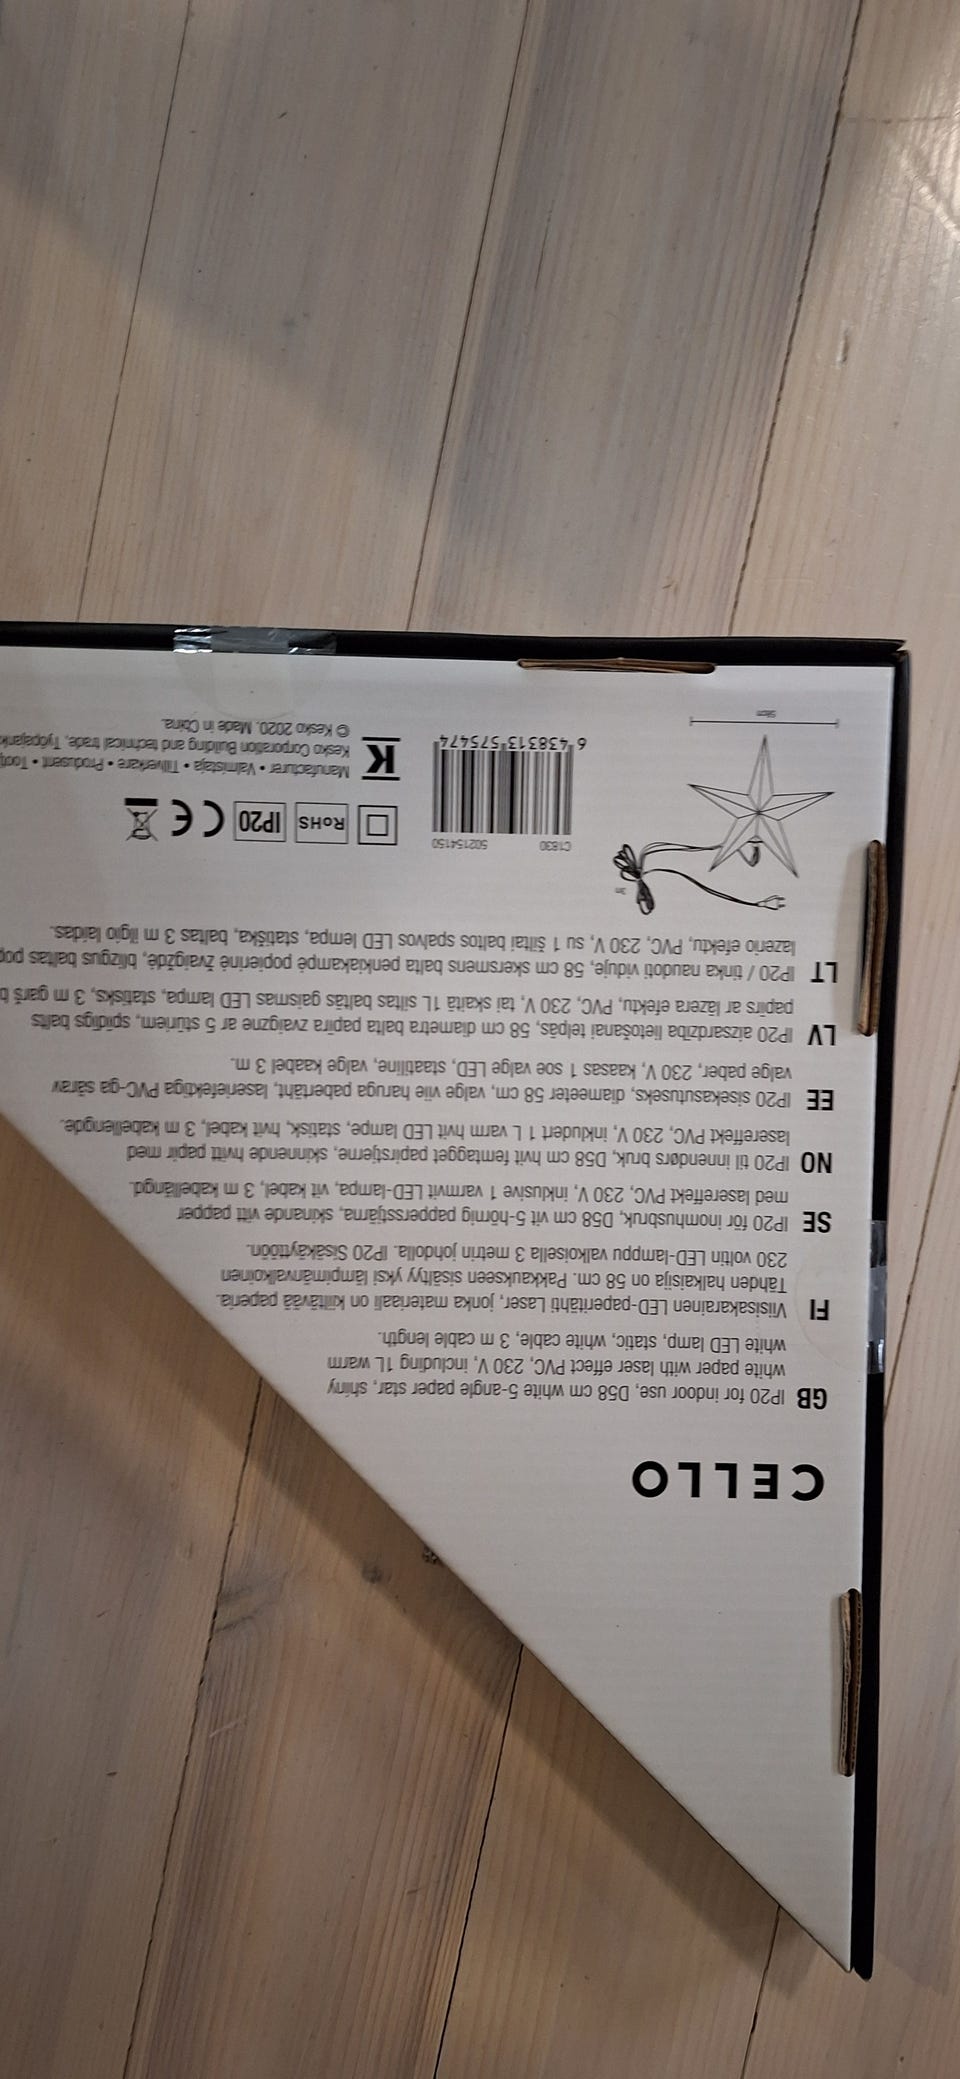 CELLO
GB IP20 for indoor use, D58 cm white 5-angle paper star, shiny
white paper with laser effect PVC, 230 V, including 1L warm
white LED lamp, static, white cable, 3 m cable length.
FI Viisisakarainen LED-paperitähti Laser, jonka materiaali on kiiltävää paperia.
Tähden halkaisija on 58 cm. Pakkaukseen sisältyy yksi lämpimänvalkoinen
230 voltin LED-lamppu valkoisella 3 metrin johdolla. IP20 Sisäkäyttöön.
SE IP20 för inomhusbruk, D58 cm vit 5-hörnig pappersstjärna, skinande vitt papper
med lasereffekt PVC, 230 V, inklusive 1 varmvit LED-lampa, vit kabel, 3 m kabellängd.
NO IP20 til innendørs bruk, D58 cm hvit femtagget papirstjerne, skinnende hvitt papir med
lasereffekt PVC, 230 V, inkludert 1 L varm hvit LED lampe, statisk, hvit kabel, 3 m kabellengde.
EE IP20 sisekasutuseks, diameeter 58 cm, valge viie haruga pabertäht, laseriefektiga PVC-ga särav
valge paber, 230 V, kaasas 1 soe valge LED, staatiline, valge kaabel 3 m.
LV IP20 aizsardzība lietošanai telpās, 58 cm diametra balta papīra zvaigzne ar 5 stūriem, spīdīgs balts
papīrs ar lāzera efektu, PVC, 230 V, tai skaitā 1L siltas baltas gaismas LED lampa, statisks, 3 m garš
LT IP20 / tinka naudoti viduje, 58 cm skersmens balta penkiakampė popierinė žvaigždė, blizgus baltas
lazerio efektu, PVC, 230 V, su 1 šiltai baltos spalvos LED lempa, statiška, baltas 3 m ilgio laidas.
3m
58cm
C1830 502154150
6 438313 575474
RoHS IP20 CE
K
Manufacturer • Valmistaja • Tillverkare • Produsent •
Kesko Corporation Building and technical trade,
© Kesko 2020. Made in China.